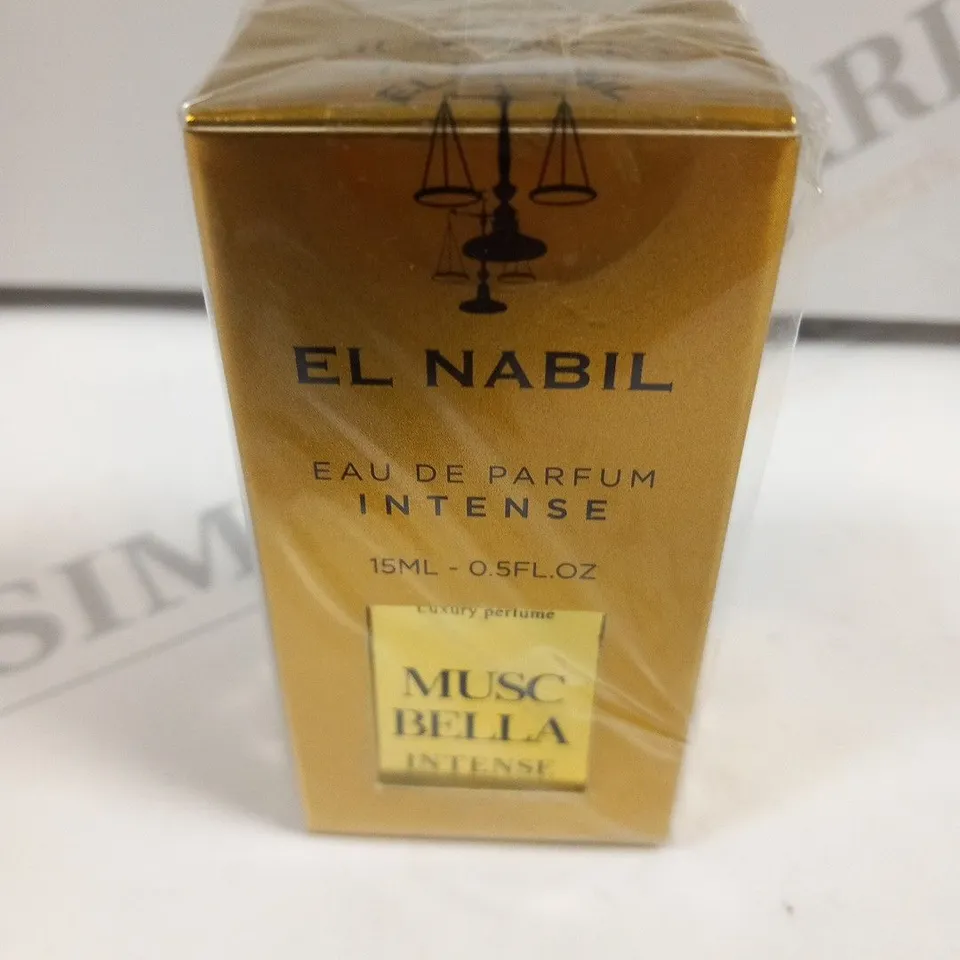 EL NABIL
EAU DE PARFUM
INTENSE
15ML - 0.5FL.OZ
Luxury perfume
MUSC
BELLA
INTENSE